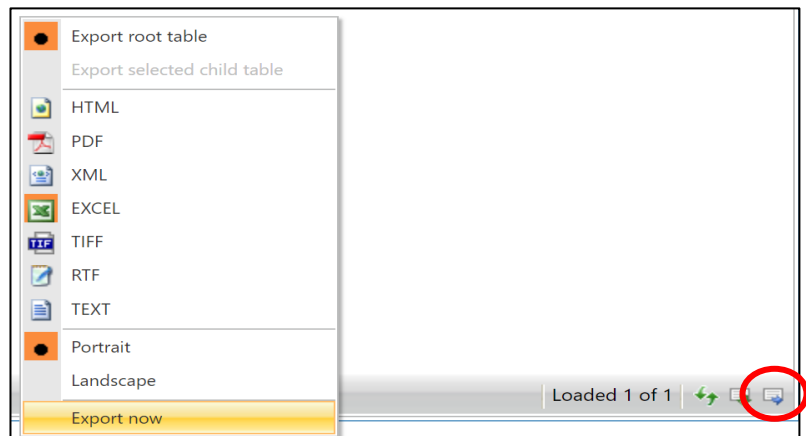 Export root table
Export selected child table
HTML
PDF
XML
EXCEL
TIF
TIFF
RTF
TEXT
Portrait
Landscape
Loaded 1 of 1
Export now